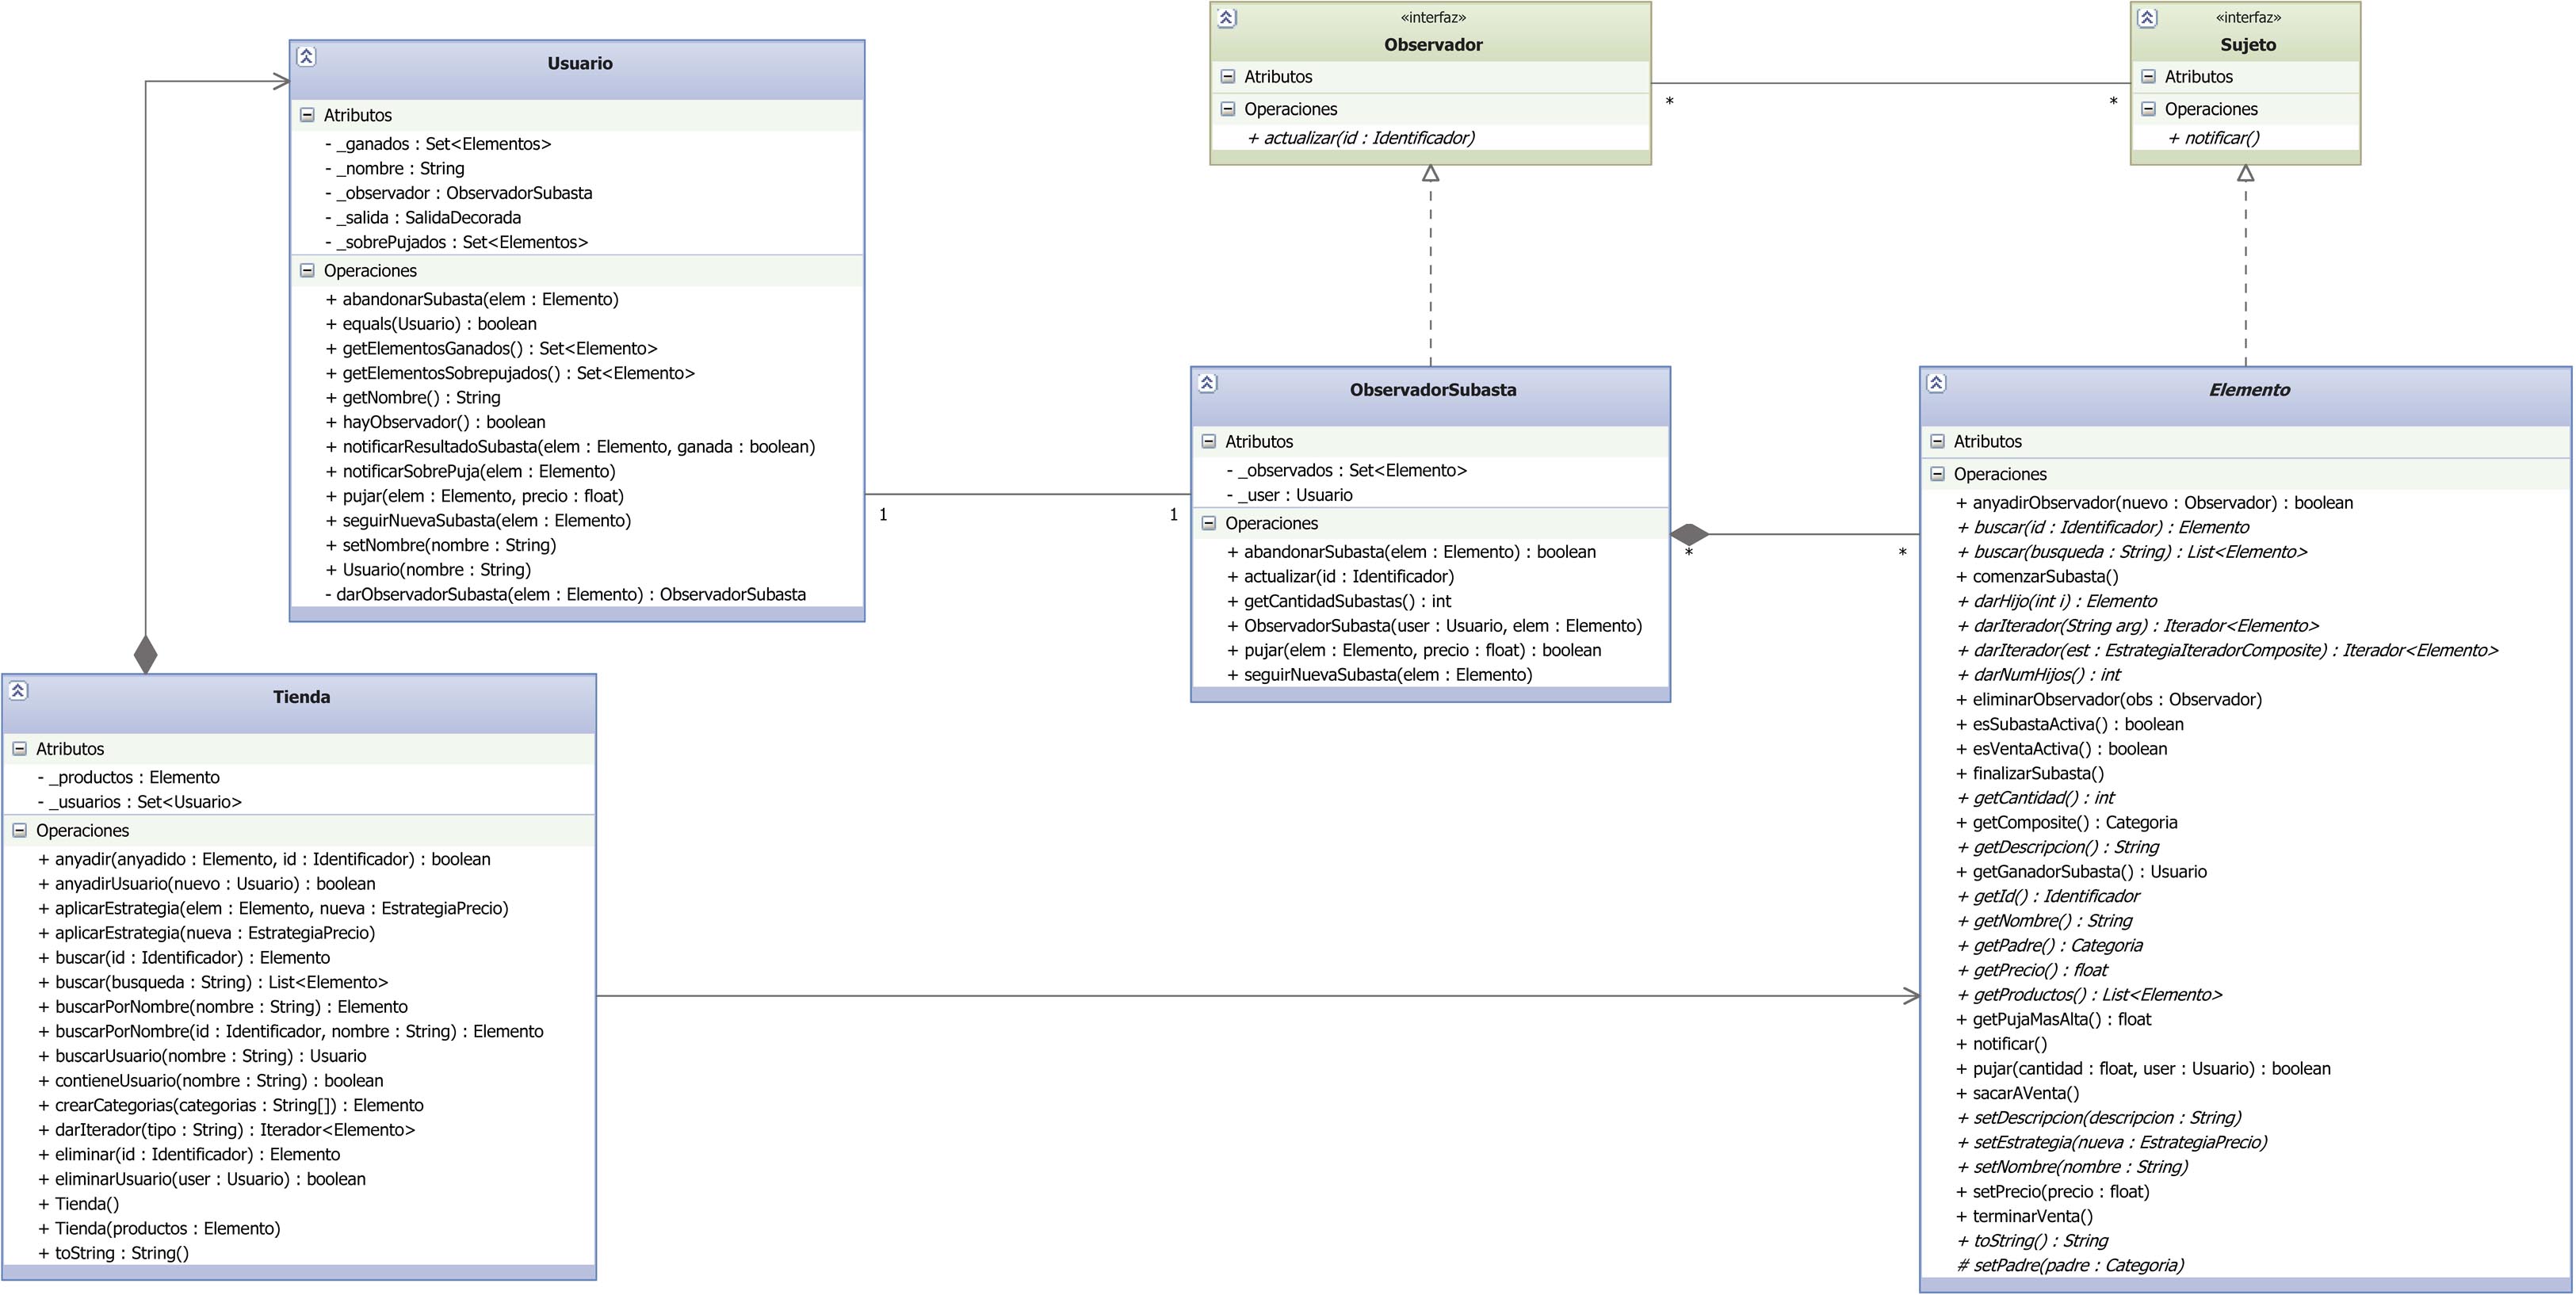 Usuario
Atributos
- _ganados : Set<Elementos>
- _nombre : String
- _observador : ObservadorSubasta
- _salida : SalidaDecorada
- _sobrePujados : Set<Elementos>
Operaciones
+ abandonarSubasta(elem : Elemento)
+ equals(Usuario) : boolean
+ getElementosGanados() : Set<Elemento>
+ getElementosSobrepujados() : Set<Elemento>
+ getNombre() : String
+ hayObservador() : boolean
+ notificarResultadoSubasta(elem : Elemento, ganada : boolean)
+ notificarSobrePuja(elem : Elemento)
+ pujar(elem : Elemento, precio : float)
+ seguirNuevaSubasta(elem : Elemento)
+ setNombre(nombre : String)
+ Usuario(nombre : String)
- darObservadorSubasta(elem : Elemento) : ObservadorSubasta
«interfaz»
Observador
Atributos
Operaciones
+ actualizar(id : Identificador)
*
*
«interfaz»
Sujeto
Atributos
Operaciones
+ notificar()
1
1
ObservadorSubasta
Atributos
- _observados : Set<Elemento>
- _user : Usuario
Operaciones
+ abandonarSubasta(elem : Elemento) : boolean
+ actualizar(id : Identificador)
+ getCantidadSubastas() : int
+ ObservadorSubasta(user : Usuario, elem : Elemento)
+ pujar(elem : Elemento, precio : float) : boolean
+ seguirNuevaSubasta(elem : Elemento)
*
*
Elemento
Atributos
Operaciones
+ anyadirObservador(nuevo : Observador) : boolean
+ buscar(id : Identificador) : Elemento
+ buscar(busqueda : String) : List<Elemento>
+ comenzarSubasta()
+ darHijo(int i) : Elemento
+ darIterador(String arg) : Iterador<Elemento>
+ darIterador(est : EstrategiaIteradorComposite) : Iterador<Elemento>
+ darNumHijos() : int
+ eliminarObservador(obs : Observador)
+ esSubastaActiva() : boolean
+ esVentaActiva() : boolean
+ finalizarSubasta()
+ getCantidad() : int
+ getComposite() : Categoria
+ getDescripcion() : String
+ getGanadorSubasta() : Usuario
+ getId() : Identificador
+ getNombre() : String
+ getPadre() : Categoria
+ getPrecio() : float
+ getProductos() : List<Elemento>
+ getPujaMasAlta() : float
+ notificar()
+ pujar(cantidad : float, user : Usuario) : boolean
+ sacarAVenta()
+ setDescripcion(descripcion : String)
+ setEstrategia(nueva : EstrategiaPrecio)
+ setNombre(nombre : String)
+ setPrecio(precio : float)
+ terminarVenta()
+ toString() : String
# setPadre(padre : Categoria)
Tienda
Atributos
- _productos : Elemento
- _usuarios : Set<Usuario>
Operaciones
+ anyadir(anyadido : Elemento, id : Identificador) : boolean
+ anyadirUsuario(nuevo : Usuario) : boolean
+ aplicarEstrategia(elem : Elemento, nueva : EstrategiaPrecio)
+ aplicarEstrategia(nueva : EstrategiaPrecio)
+ buscar(id : Identificador) : Elemento
+ buscar(busqueda : String) : List<Elemento>
+ buscarPorNombre(nombre : String) : Elemento
+ buscarPorNombre(id : Identificador, nombre : String) : Elemento
+ buscarUsuario(nombre : String) : Usuario
+ contieneUsuario(nombre : String) : boolean
+ crearCategorias(categorias : String[]) : Elemento
+ darIterador(tipo : String) : Iterador<Elemento>
+ eliminar(id : Identificador) : Elemento
+ eliminarUsuario(user : Usuario) : boolean
+ Tienda()
+ Tienda(productos : Elemento)
+ toString : String()